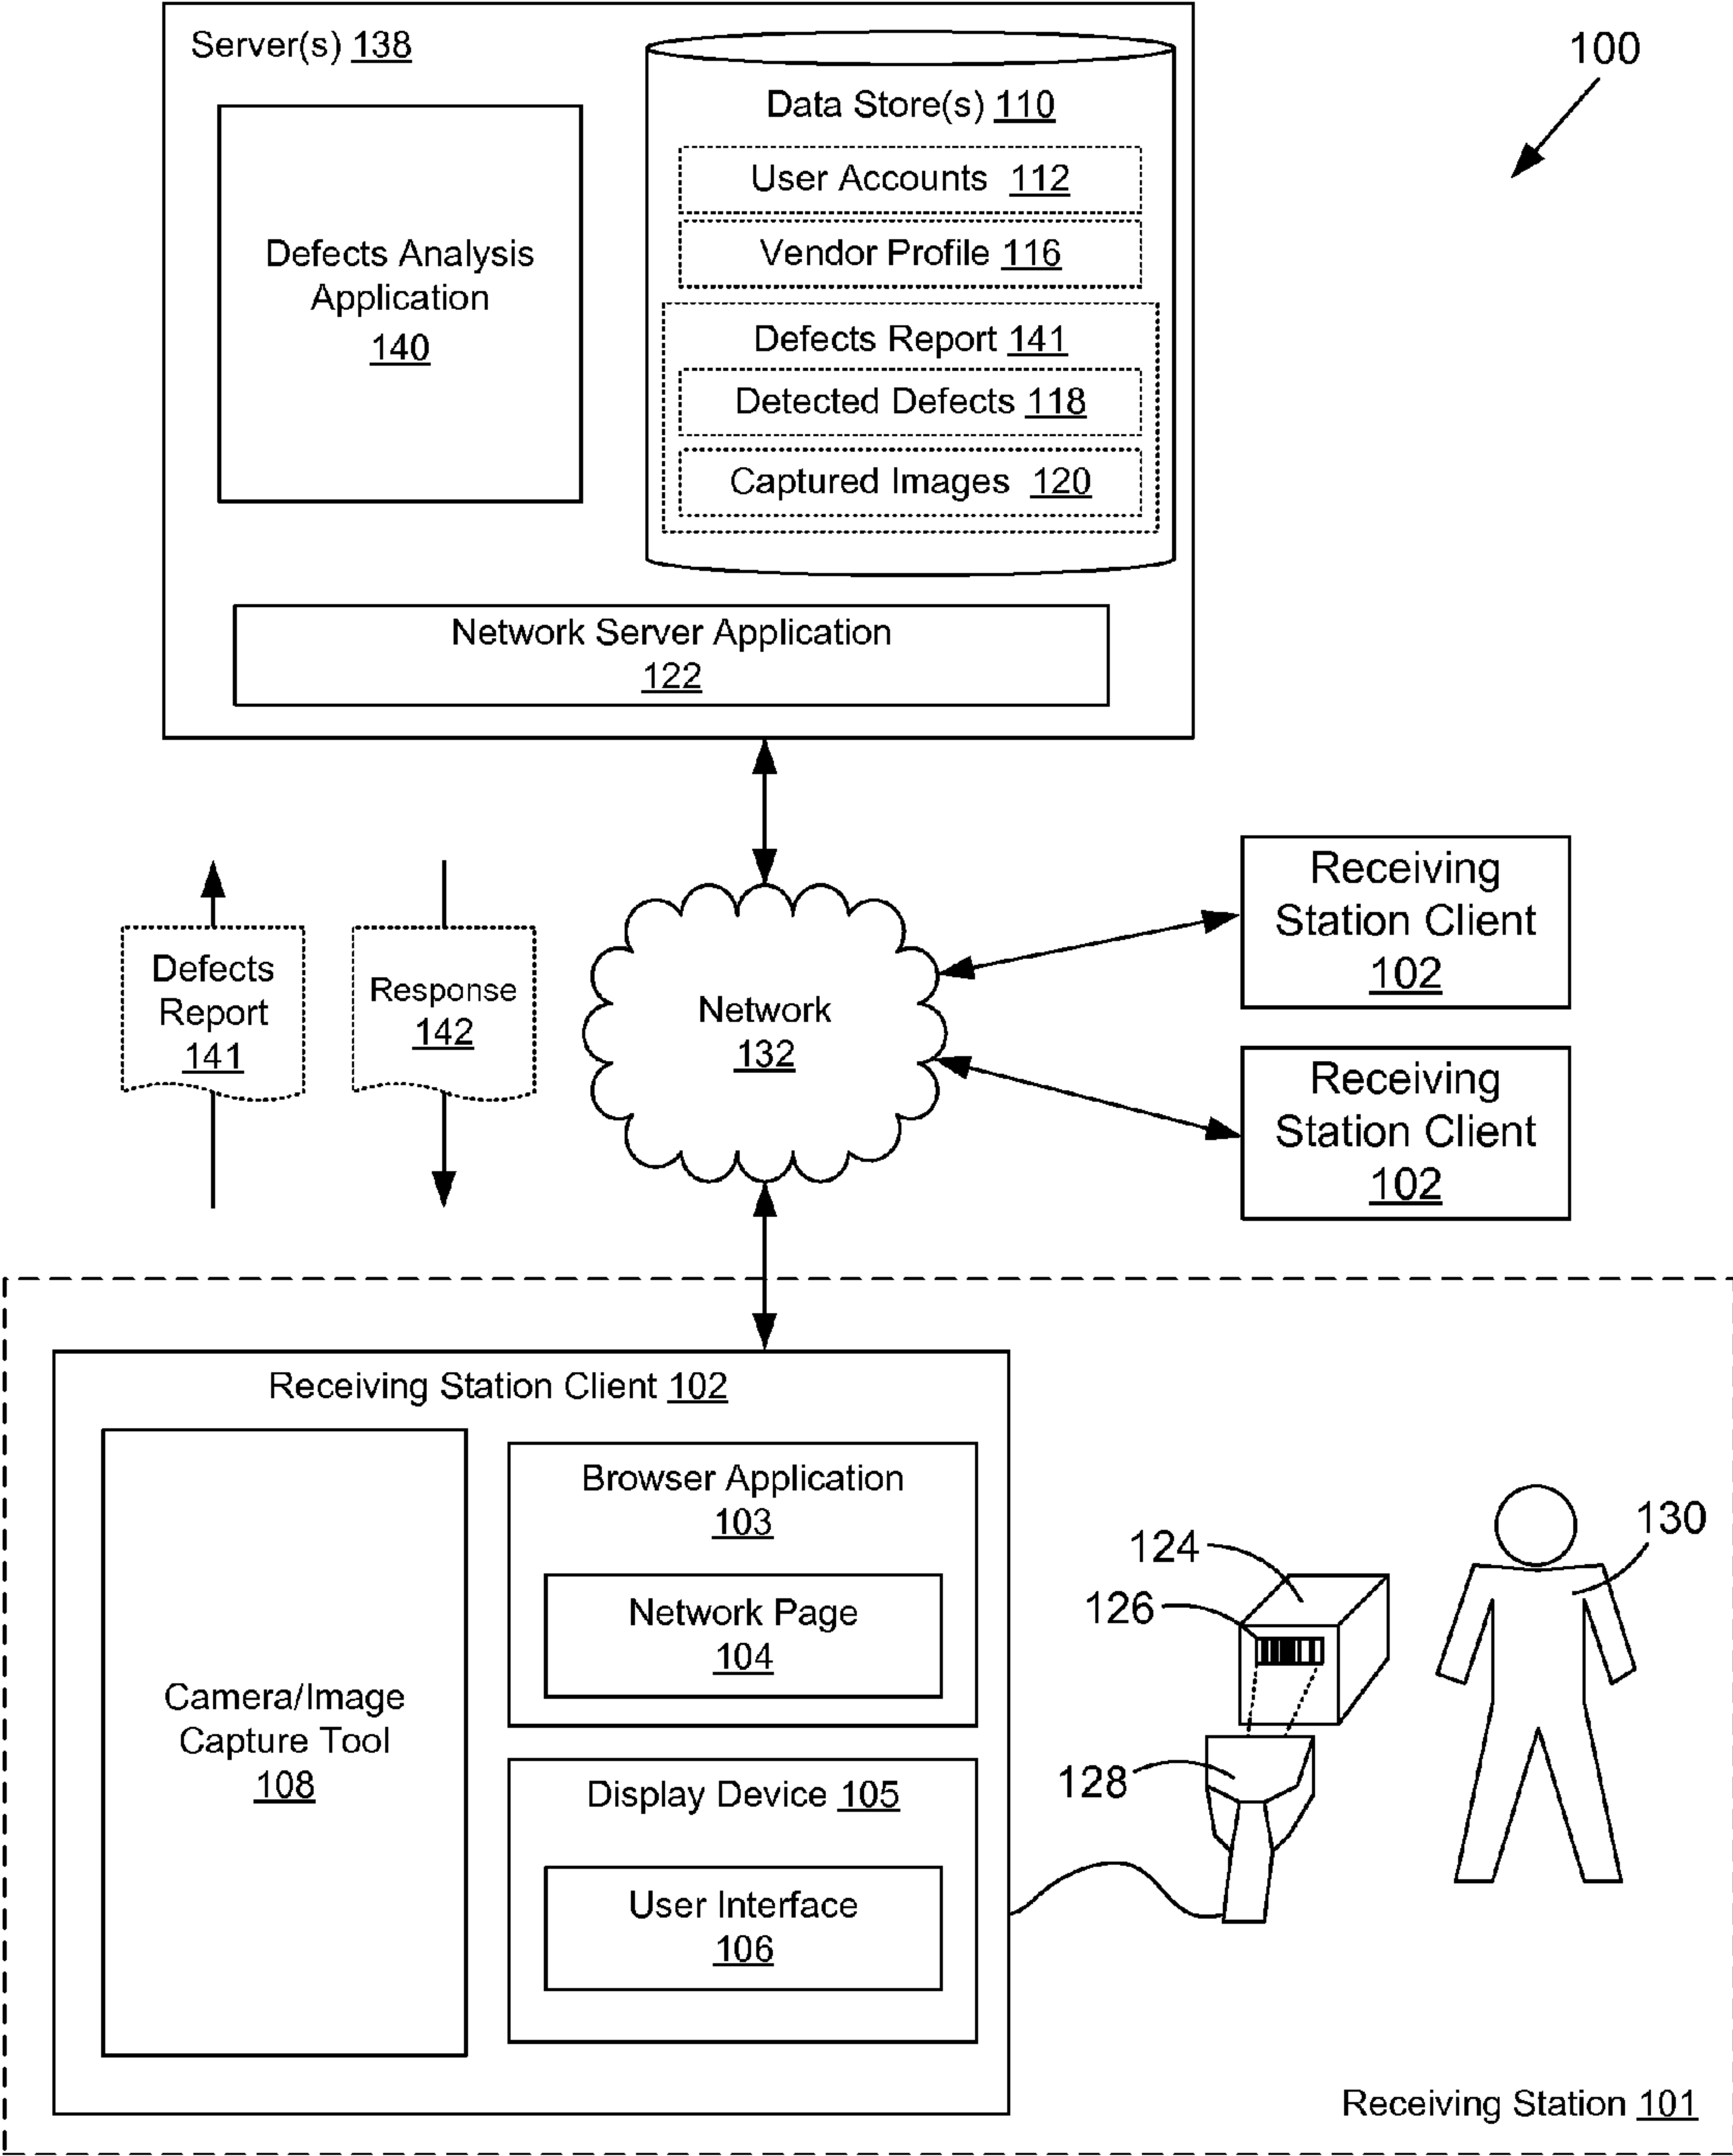 Server(s) 138
100
Data Store(s) 110
User Accounts 112
Vendor Profile 116
Defects Report 141
Detected Defects 118
Captured Images 120
Defects Analysis
Application
140
Network Server Application
122
Defects
Report
141
Response
142
Network
132
Receiving
Station Client
102
Receiving
Station Client
102
Receiving Station Client 102
Camera/Image
Capture Tool
108
Browser Application
103
Network Page
104
Display Device 105
User Interface
106
124
126
128
130
Receiving Station 101